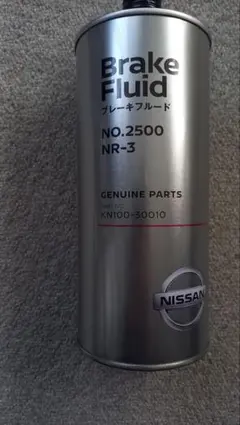 Brake
Fluid
ブレーキフルード
NO.2500
NR-3
GENUINE PARTS
KN100-30010
NISSAN